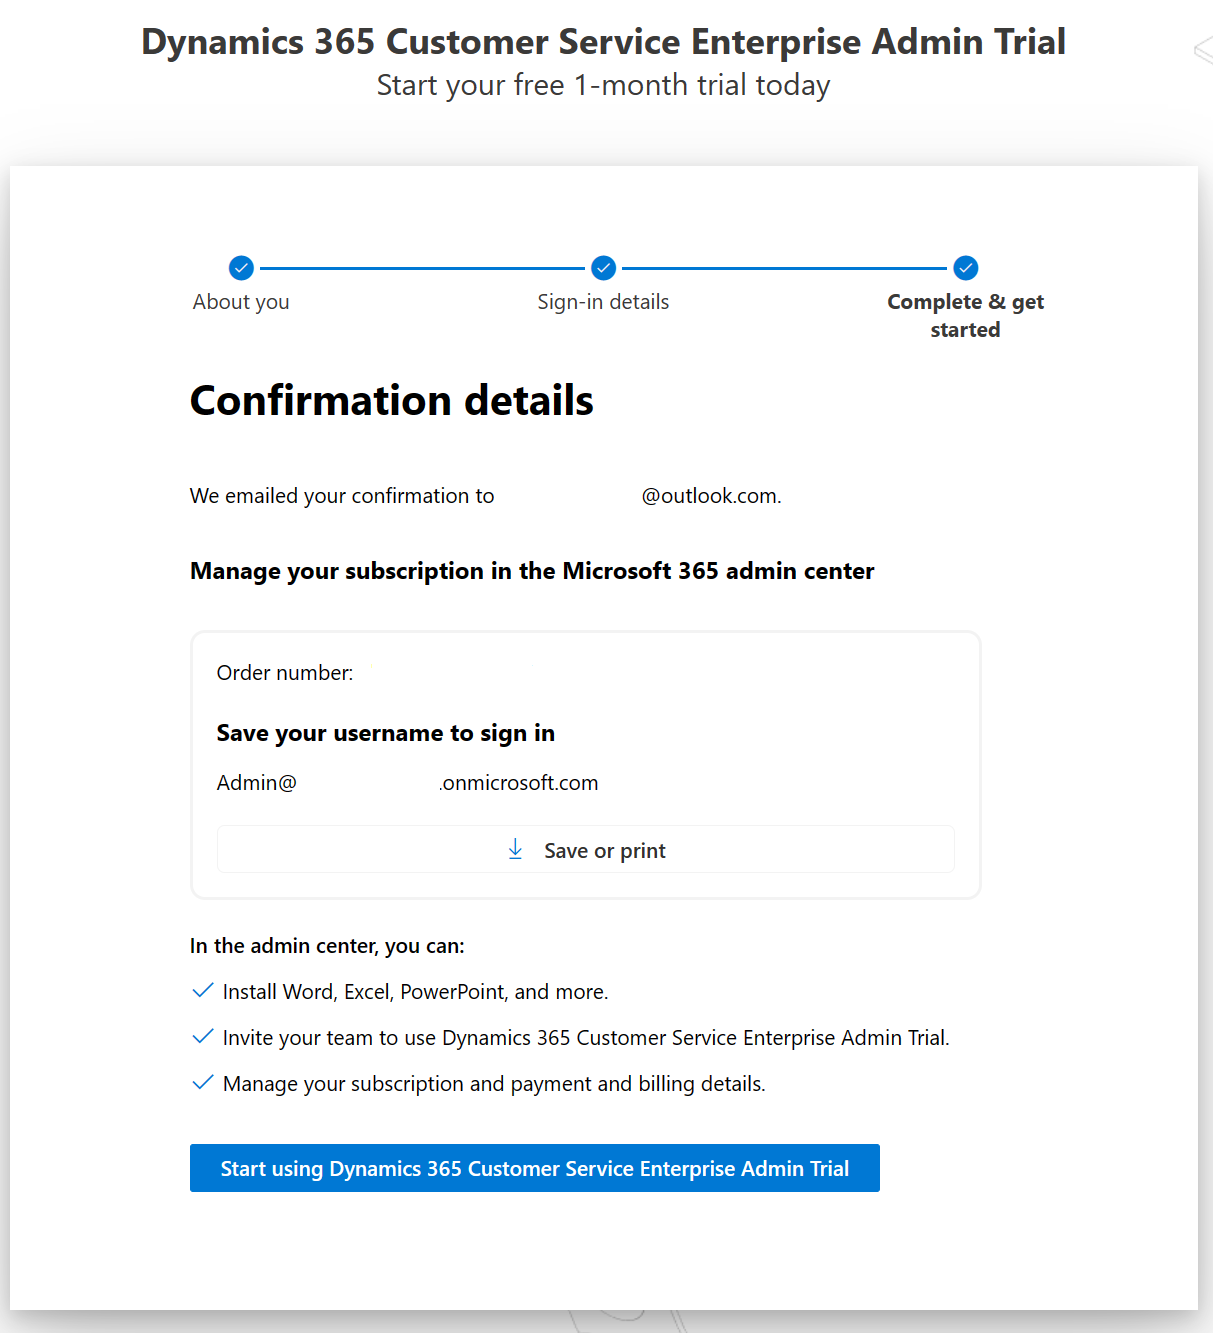 Dynamics 365 Customer Service Enterprise Admin Trial
Start your free 1-month trial today
About you
Sign-in details
Complete & get
started
Confirmation details
We emailed your confirmation to @outlook.com.
Manage your subscription in the Microsoft 365 admin center
Order number:
Save your username to sign in
Admin@ .onmicrosoft.com
Save or print
In the admin center, you can:
Install Word, Excel, PowerPoint, and more.
Invite your team to use Dynamics 365 Customer Service Enterprise Admin Trial.
Manage your subscription and payment and billing details.
Start using Dynamics 365 Customer Service Enterprise Admin Trial